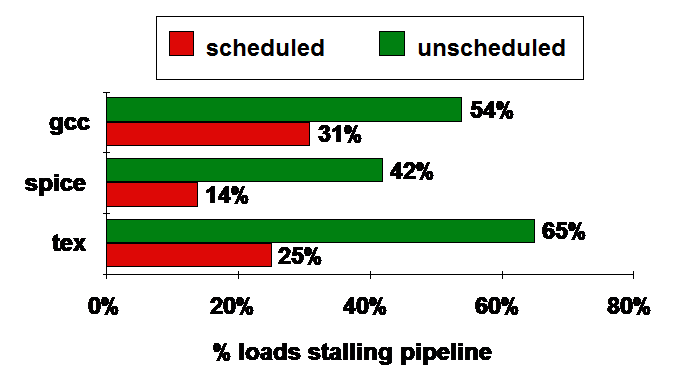 scheduled unscheduled
gcc 54%
31%
spice 42%
14%
tex 65%
25%
0% 20% 40% 60% 80%
% loads stalling pipeline